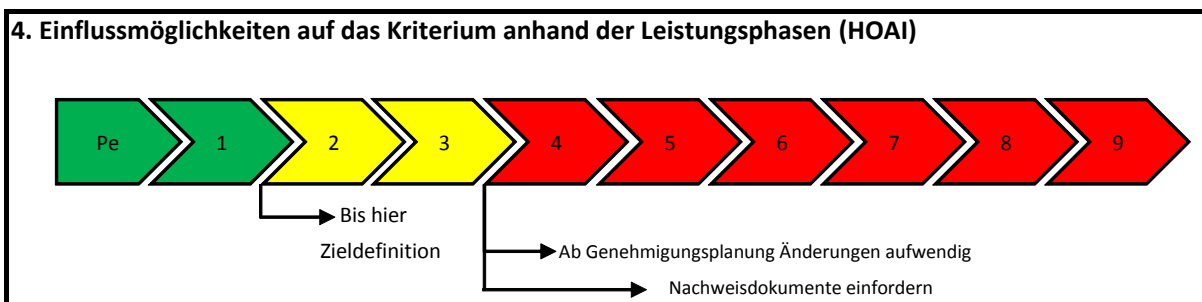 4. Einflussmöglichkeiten auf das Kriterium anhand der Leistungsphasen (HOAI)
Pe 1 2 3 4 5 6 7 8 9
Bis hier
Zieldefinition
Ab Genehmigungsplanung Änderungen aufwendig
Nachweisdokumente einfordern